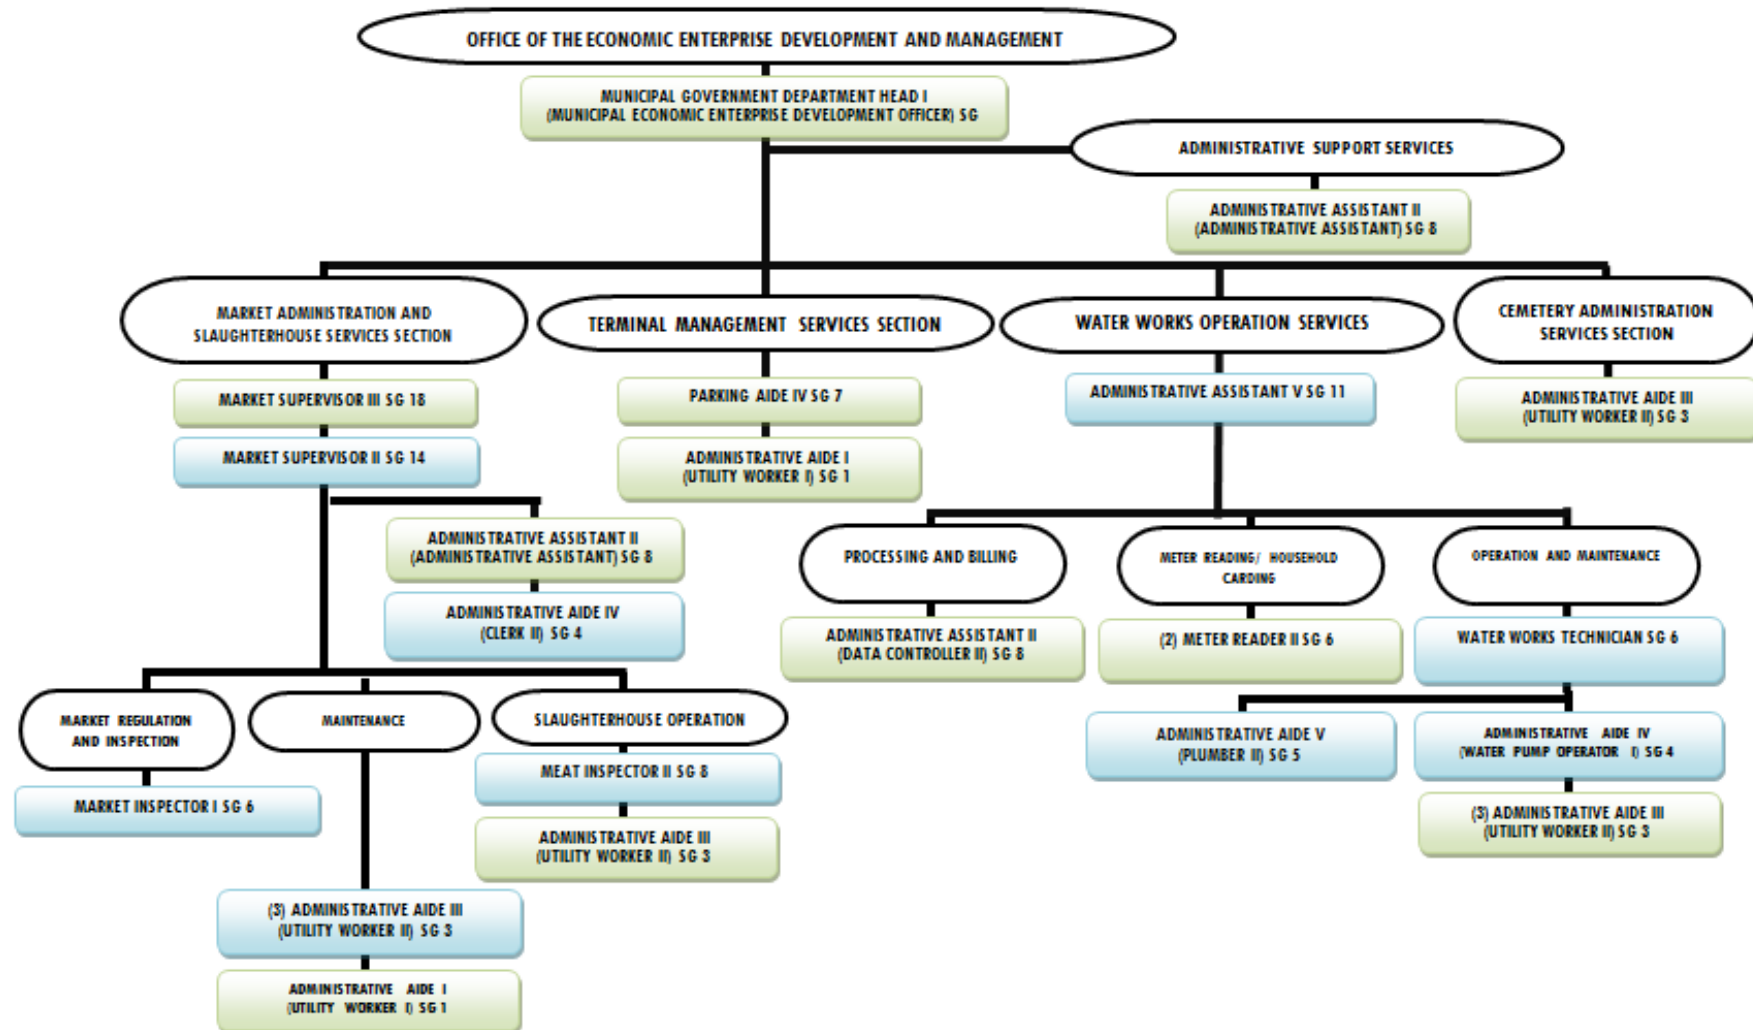 OFFICE OF THE ECONOMIC ENTERPRISE DEVELOPMENT AND MANAGEMENT
MUNICIPAL GOVERNMENT DEPARTMENT HEAD I
(MUNICIPAL ECONOMIC ENTERPRISE DEVELOPMENT OFFICER) SG
ADMINISTRATIVE SUPPORT SERVICES
ADMINISTRATIVE ASSISTANT II
(ADMINISTRATIVE ASSISTANT) SG 8
MARKET ADMINISTRATION AND
SLAUGHTERHOUSE SERVICES SECTION
TERMINAL MANAGEMENT SERVICES SECTION
WATER WORKS OPERATION SERVICES
CEMETERY ADMINISTRATION
SERVICES SECTION
MARKET SUPERVISOR III SG 18
MARKET SUPERVISOR II SG 14
PARKING AIDE IV SG 7
ADMINISTRATIVE AIDE I
(UTILITY WORKER I) SG 1
ADMINISTRATIVE ASSISTANT V SG 11
ADMINISTRATIVE AIDE III
(UTILITY WORKER II) SG 3
ADMINISTRATIVE ASSISTANT II
(ADMINISTRATIVE ASSISTANT) SG 8
ADMINISTRATIVE AIDE IV
(CLERK II) SG 4
PROCESSING AND BILLING
METER READING/ HOUSEHOLD
CARDING
OPERATION AND MAINTENANCE
ADMINISTRATIVE ASSISTANT II
(DATA CONTROLLER II) SG 8
(2) METER READER II SG 6
WATER WORKS TECHNICIAN SG 6
MARKET REGULATION
AND INSPECTION
MAINTENANCE
SLAUGHTERHOUSE OPERATION
ADMINISTRATIVE AIDE V
(PLUMBER II) SG 5
ADMINISTRATIVE AIDE IV
(WATER PUMP OPERATOR I) SG 4
MARKET INSPECTOR I SG 6
MEAT INSPECTOR II SG 8
ADMINISTRATIVE AIDE III
(UTILITY WORKER II) SG 3
(3) ADMINISTRATIVE AIDE III
(UTILITY WORKER II) SG 3
(3) ADMINISTRATIVE AIDE III
(UTILITY WORKER II) SG 3
ADMINISTRATIVE AIDE I
(UTILITY WORKER I) SG 1